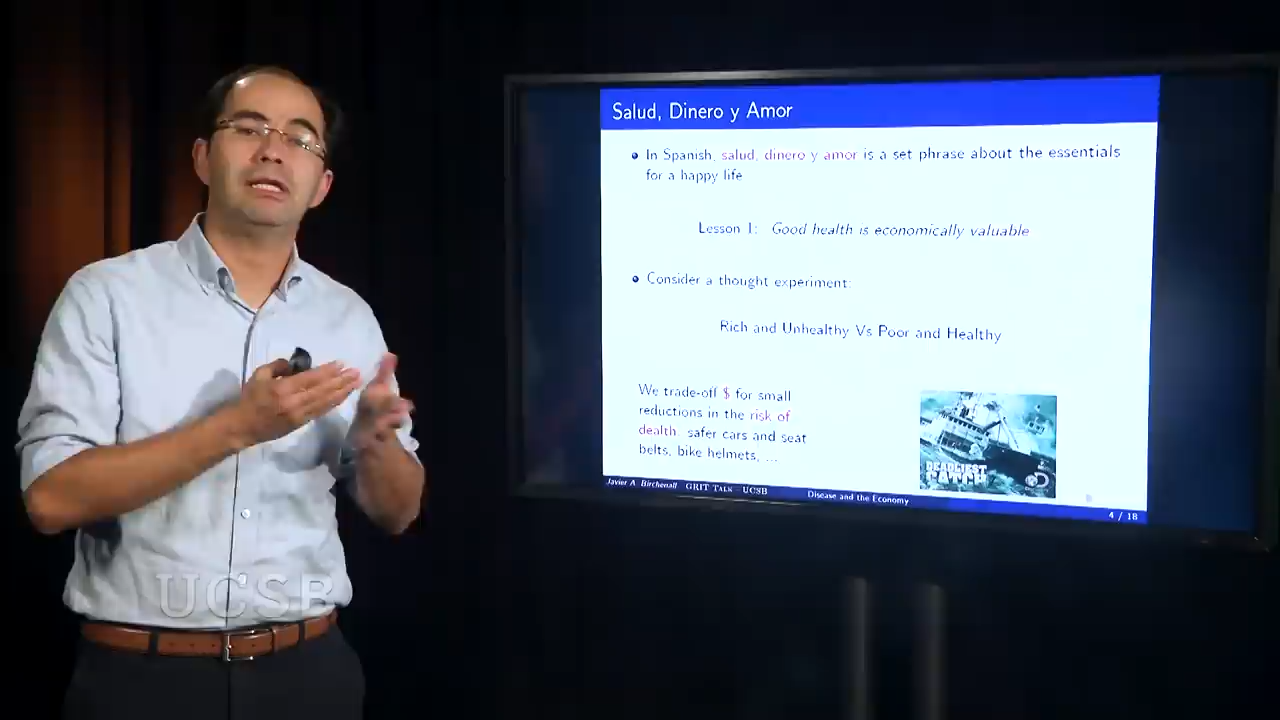 Salud, Dinero y Amor
In Spanish, salud, dinero y amor is a set phrase about the essentials
for a happy life
Lesson 1: Good health is economically valuable
Consider a thought experiment:
Rich and Unhealthy Vs Poor and Healthy
We trade-off $ for small
reductions in the risk of
dealth: safer cars and seat
belts, bike helmets, ...
DEADLIEST
CATCH
Javier A. Birchenall GRIT Talk - UCSB
Disease and the Economy
4 / 18
UCSB